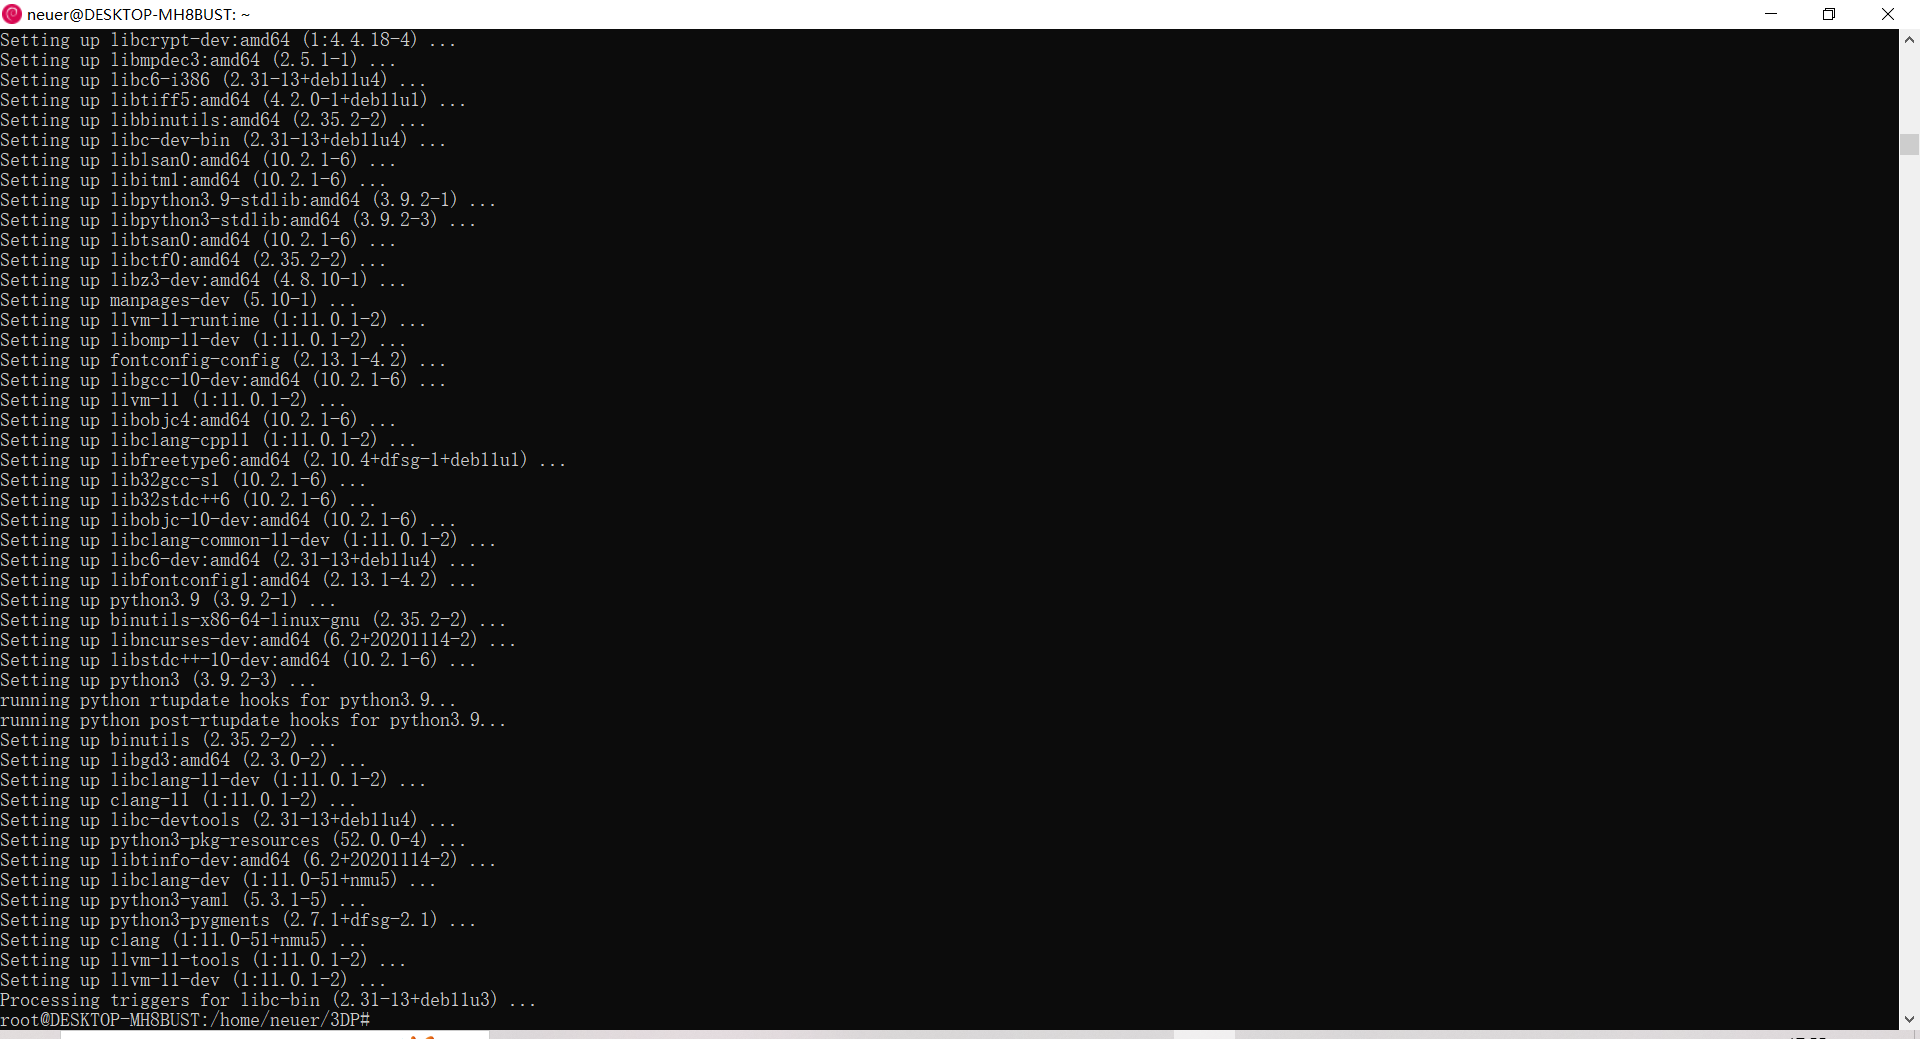 neuer@DESKTOP-MH8BUST: ~
Setting up libcrypt-dev:amd64 (1:4.4.18-4) ...
Setting up libmpdec3:amd64 (2.5.1-1) ...
Setting up libc6-i386 (2.31-13+deb11u4) ...
Setting up libtiff5:amd64 (4.2.0-1+deb11u1) ...
Setting up libbinutils:amd64 (2.35.2-2) ...
Setting up libc-dev-bin (2.31-13+deb11u4) ...
Setting up liblsan0:amd64 (10.2.1-6) ...
Setting up libitm1:amd64 (10.2.1-6) ...
Setting up libpython3.9-stdlib:amd64 (3.9.2-1) ...
Setting up libpython3-stdlib:amd64 (3.9.2-3) ...
Setting up libtsan0:amd64 (10.2.1-6) ...
Setting up libctf0:amd64 (2.35.2-2) ...
Setting up libz3-dev:amd64 (4.8.10-1) ...
Setting up manpages-dev (5.10-1) ...
Setting up llvm-11-runtime (1:11.0.1-2) ...
Setting up libomp-11-dev (1:11.0.1-2) ...
Setting up fontconfig-config (2.13.1-4.2) ...
Setting up libgcc-10-dev:amd64 (10.2.1-6) ...
Setting up llvm-11 (1:11.0.1-2) ...
Setting up libobjc4:amd64 (10.2.1-6) ...
Setting up libclang-cpp11 (1:11.0.1-2) ...
Setting up libfreetype6:amd64 (2.10.4+dfsg-1+deb11u1) ...
Setting up lib32gcc-s1 (10.2.1-6) ...
Setting up lib32stdc++6 (10.2.1-6) ...
Setting up libobjc-10-dev:amd64 (10.2.1-6) ...
Setting up libclang-common-11-dev (1:11.0.1-2) ...
Setting up libc6-dev:amd64 (2.31-13+deb11u4) ...
Setting up libfontconfig1:amd64 (2.13.1-4.2) ...
Setting up python3.9 (3.9.2-1) ...
Setting up binutils-x86-64-linux-gnu (2.35.2-2) ...
Setting up libncurses-dev:amd64 (6.2+20201114-2) ...
Setting up libstdc++-10-dev:amd64 (10.2.1-6) ...
Setting up python3 (3.9.2-3) ...
running python rtupdate hooks for python3.9...
running python post-rtupdate hooks for python3.9...
Setting up binutils (2.35.2-2) ...
Setting up libgd3:amd64 (2.3.0-2) ...
Setting up libclang-11-dev (1:11.0.1-2) ...
Setting up clang-11 (1:11.0.1-2) ...
Setting up libc-devtools (2.31-13+deb11u4) ...
Setting up python3-pkg-resources (52.0.0-4) ...
Setting up libtinfo-dev:amd64 (6.2+20201114-2) ...
Setting up libclang-dev (1:11.0-51+nmu5) ...
Setting up python3-yaml (5.3.1-5) ...
Setting up python3-pygments (2.7.1+dfsg-2.1) ...
Setting up clang (1:11.0-51+nmu5) ...
Setting up llvm-11-tools (1:11.0.1-2) ...
Setting up llvm-11-dev (1:11.0.1-2) ...
Processing triggers for libc-bin (2.31-13+deb11u3) ...
root@DESKTOP-MH8BUST:/home/neuer/3DP#